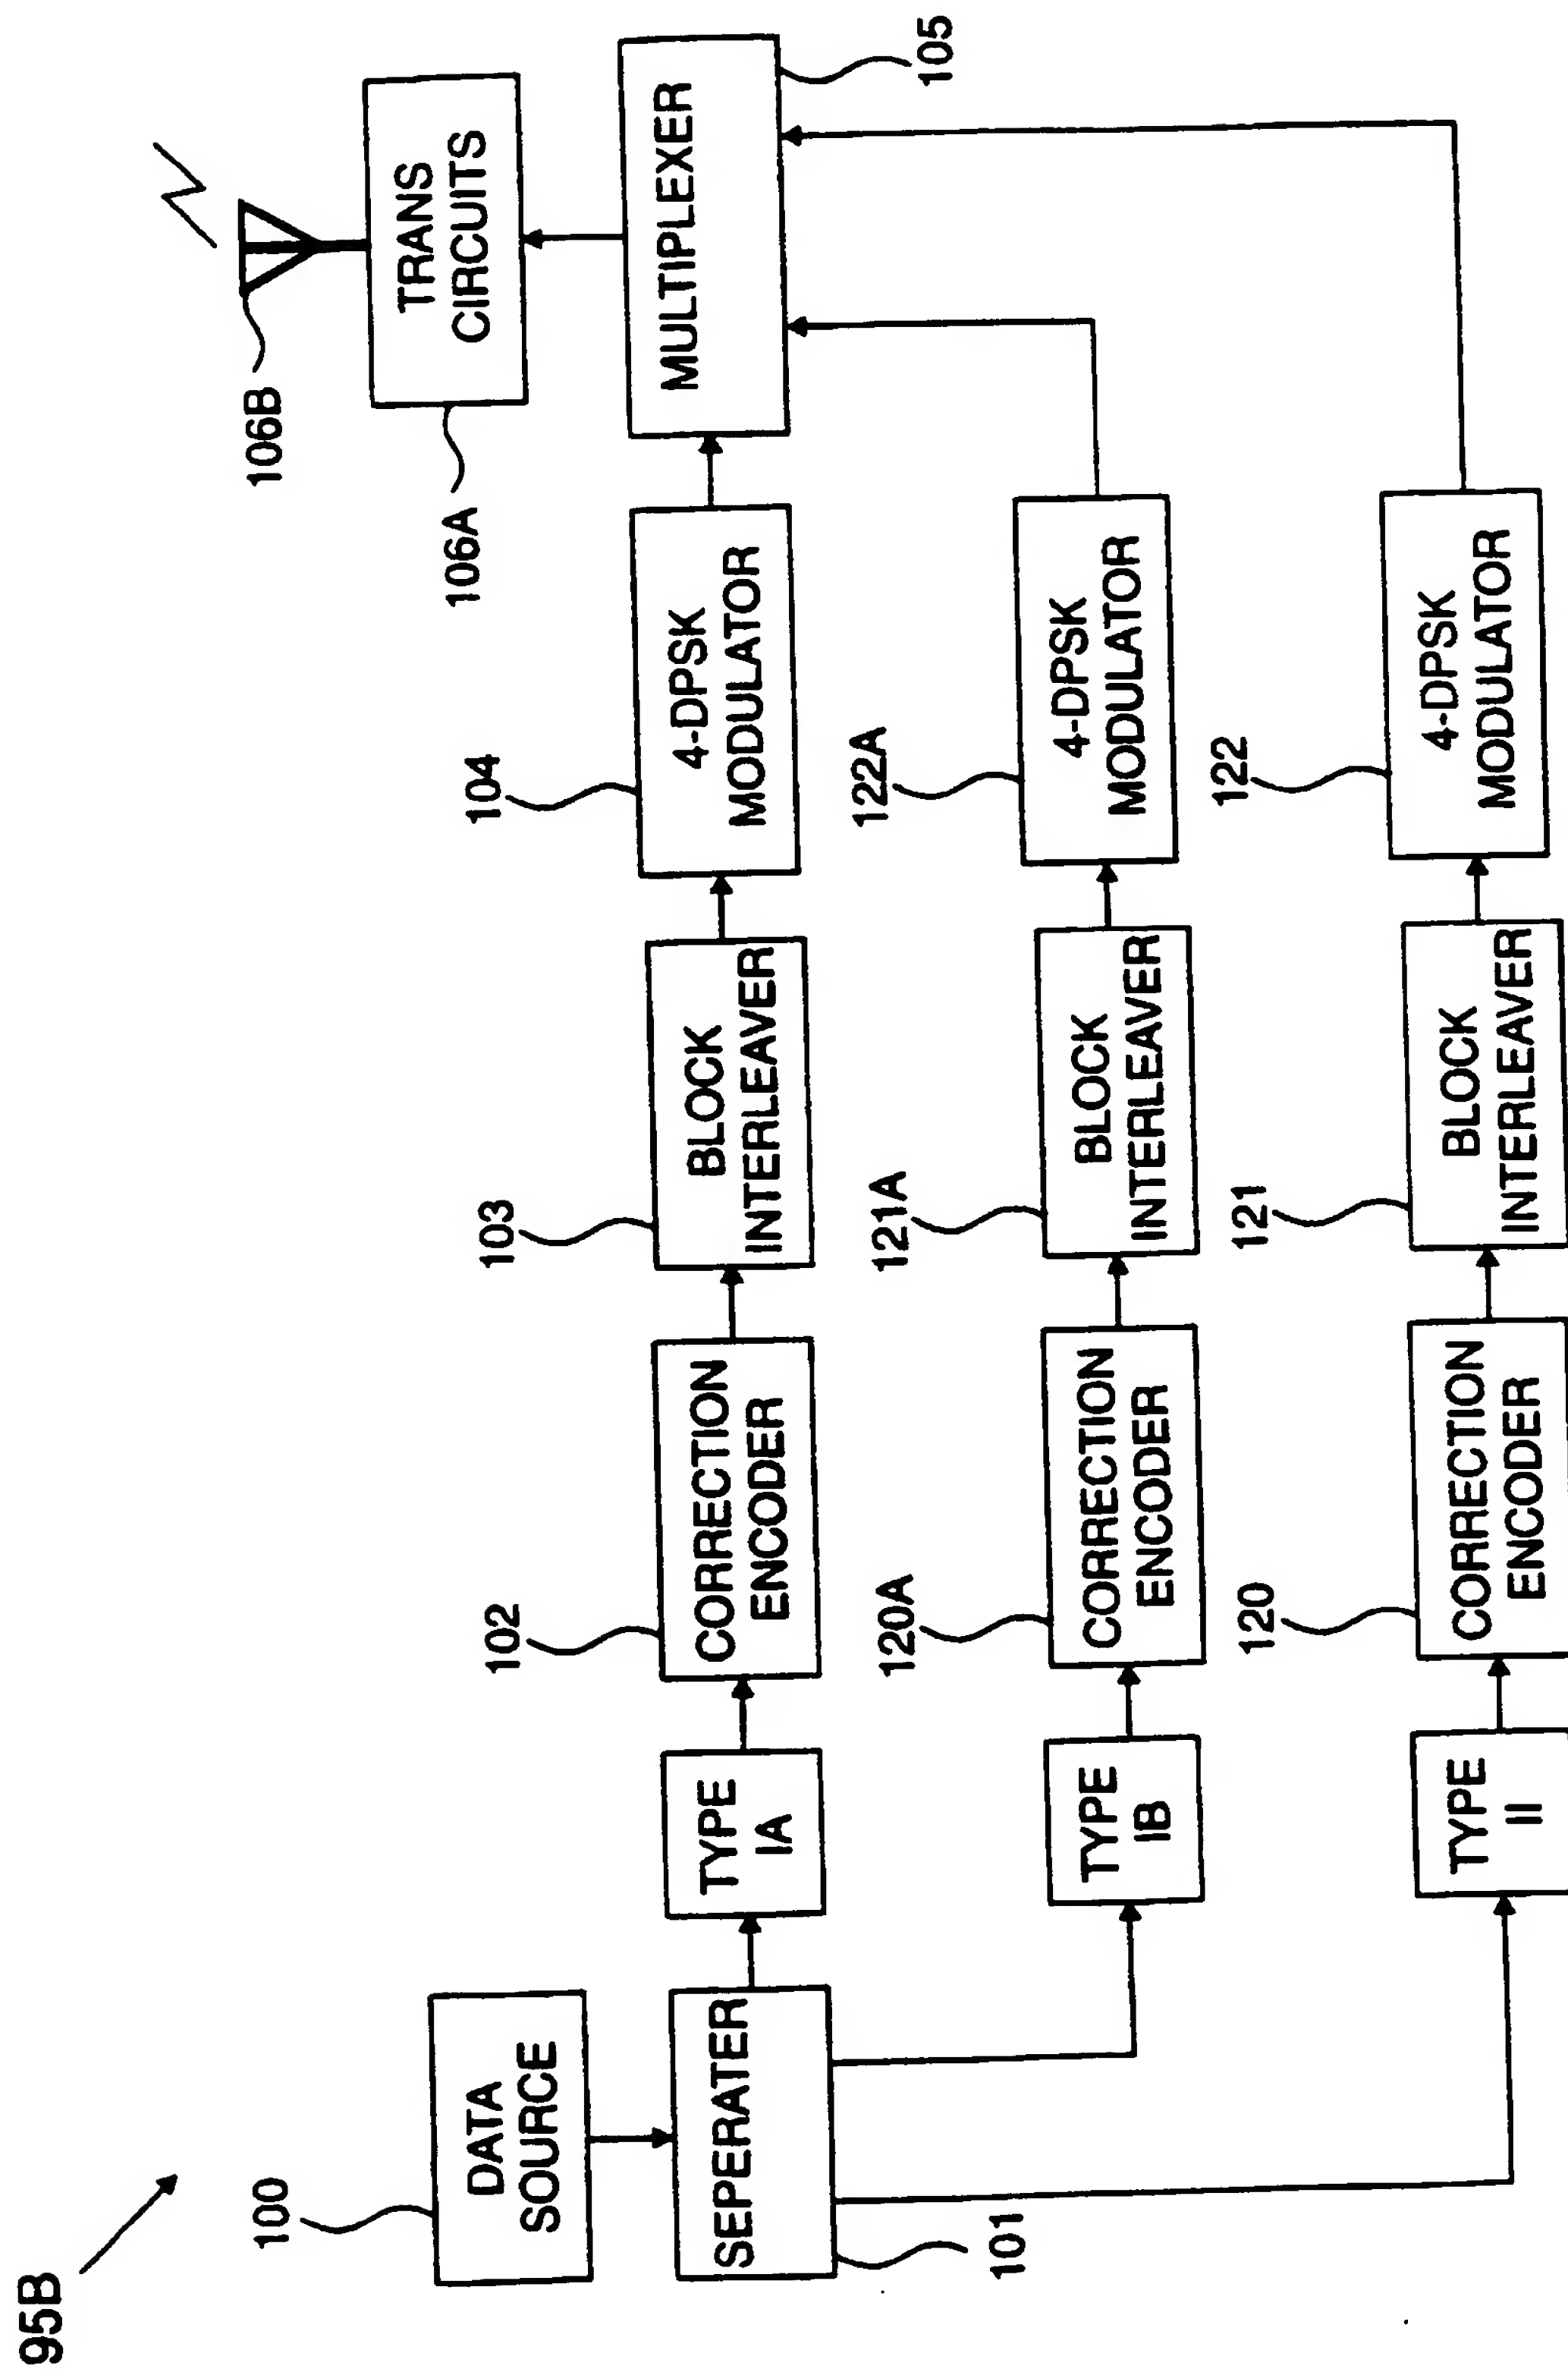 95B
100
DATA
SOURCE
SEPERATER
101
TYPE
IA
102
CORRECTION
ENCODER
103
BLOCK
INTERLEAVER
104
4-DPSK
MODULATOR
MULTIPLEXER
105
TRANS
CIRCUITS
106A
106B
TYPE
IB
120A
CORRECTION
ENCODER
121A
BLOCK
INTERLEAVER
122A
4-DPSK
MODULATOR
TYPE
II
120
CORRECTION
ENCODER
121
BLOCK
INTERLEAVER
122
4-DPSK
MODULATOR